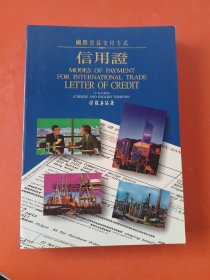 國際貿易支付方式
信用證
MODES OF PAYMENT
FOR INTERNATIONAL TRADE
LETTER OF CREDIT
(CHINESE AND ENGLISH VERSIONS)